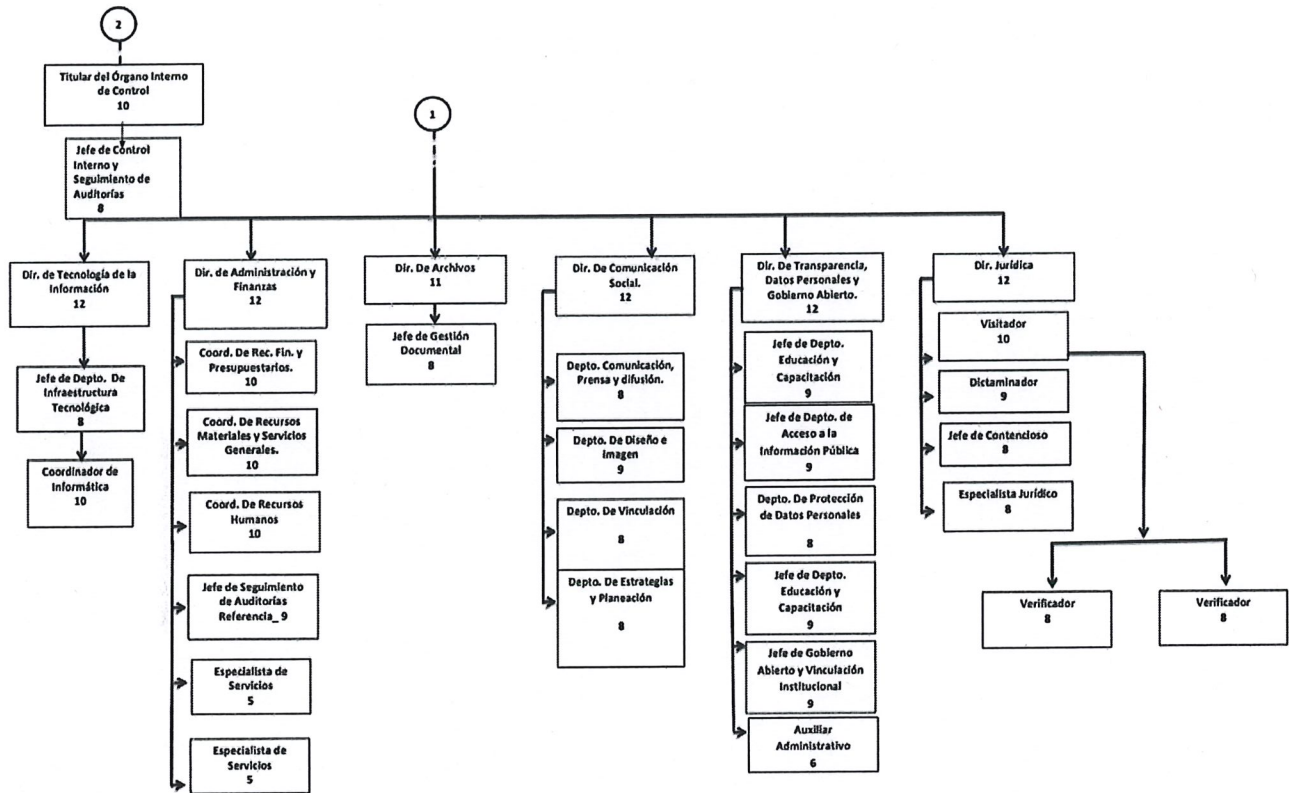 2
Titular del Órgano Interno
de Control
10
Jefe de Control
Interno y
Seguimiento de
Auditorías
8
1
Dir. de Tecnología de la
Información
12
Jefe de Depto. De
Infraestructura
Tecnológica
8
Coordinador de
Informática
10
Dir. de Administración y
Finanzas
12
Coord. De Rec. Fin. y
Presupuestarios.
10
Coord. De Recursos
Materiales y Servicios
Generales.
10
Coord. De Recursos
Humanos
10
Jefe de Seguimiento
de Auditorías
Referencia_ 9
Especialista de
Servicios
5
Especialista de
Servicios
5
Dir. De Archivos
11
Jefe de Gestión
Documental
8
Dir. De Comunicación
Social.
12
Depto. Comunicación,
Prensa y difusión.
8
Depto. De Diseño e
imagen
9
Depto. De Vinculación
8
Depto. De Estrategias
y Planeación
8
Dir. De Transparencia,
Datos Personales y
Gobierno Abierto.
12
Jefe de Depto.
Educación y
Capacitación
9
Jefe de Depto. de
Acceso a la
Información Pública
9
Depto. De Protección
de Datos Personales
8
Jefe de Depto.
Educación y
Capacitación
9
Jefe de Gobierno
Abierto y Vinculación
Institucional
9
Auxiliar
Administrativo
6
Dir. Jurídica
12
Visitador
10
Dictaminador
9
Jefe de Contencioso
8
Especialista Jurídico
8
Verificador
8
Verificador
8